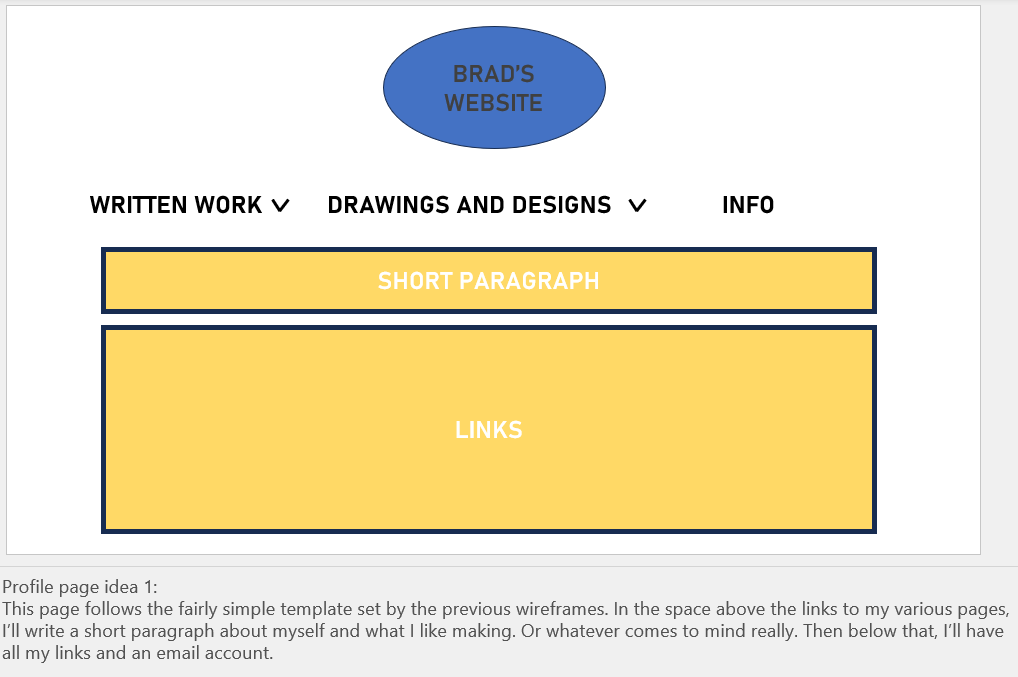 BRAD'S
WEBSITE
WRITTEN WORK
DRAWINGS AND DESIGNS
INFO
SHORT PARAGRAPH
LINKS
Profile page idea 1:
This page follows the fairly simple template set by the previous wireframes. In the space above the links to my various pages,
I'll write a short paragraph about myself and what I like making. Or whatever comes to mind really. Then below that, I'll have
all my links and an email account.